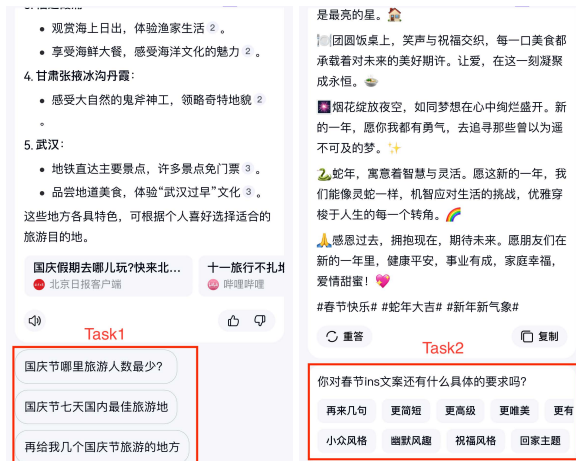 观赏海上日出，体验渔家生活 2 。
享受海鲜大餐，感受海洋文化的魅力 2 。
4. 甘肃张掖冰沟丹霞：
感受大自然的鬼斧神工，领略奇特地貌 2
。
5. 武汉：
地铁直达主要景点，许多景点免门票 3 。
品尝地道美食，体验“武汉过早”文化 3 。
这些地方各具特色，可根据个人喜好选择适合的
旅游目的地。
国庆假期去哪儿玩?快来北...
北京日报客户端
十一旅行不扎堆
哔哩哔哩
Task1
国庆节哪里旅游人数最少?
国庆节七天国内最佳旅游地
再给我几个国庆节旅游的地方
是最亮的星。🏠
🍽️团圆饭桌上，笑声与祝福交织，每一口美食都
承载着对未来的美好期许。让爱，在这一刻凝聚
成永恒。🍲
🎆烟花绽放夜空，如同梦想在心中绚烂盛开。新
的一年，愿你我都有勇气，去追寻那些曾以为遥
不可及的梦。✨
🐍蛇年，寓意着智慧与灵活。愿这新的一年，我
们能像灵蛇一样，机智应对生活的挑战，优雅穿
梭于人生的每一个转角。🌈
🙏感恩过去，拥抱现在，期待未来。愿朋友们在
新的一年里，健康平安，事业有成，家庭幸福，
爱情甜蜜！💖
#春节快乐# #蛇年大吉# #新年新气象#
重答
复制
Task2
你对春节ins文案还有什么具体的要求吗?
再来几句
更简短
更高级
更唯美
更有
小众风格
幽默风趣
祝福风格
回家主题